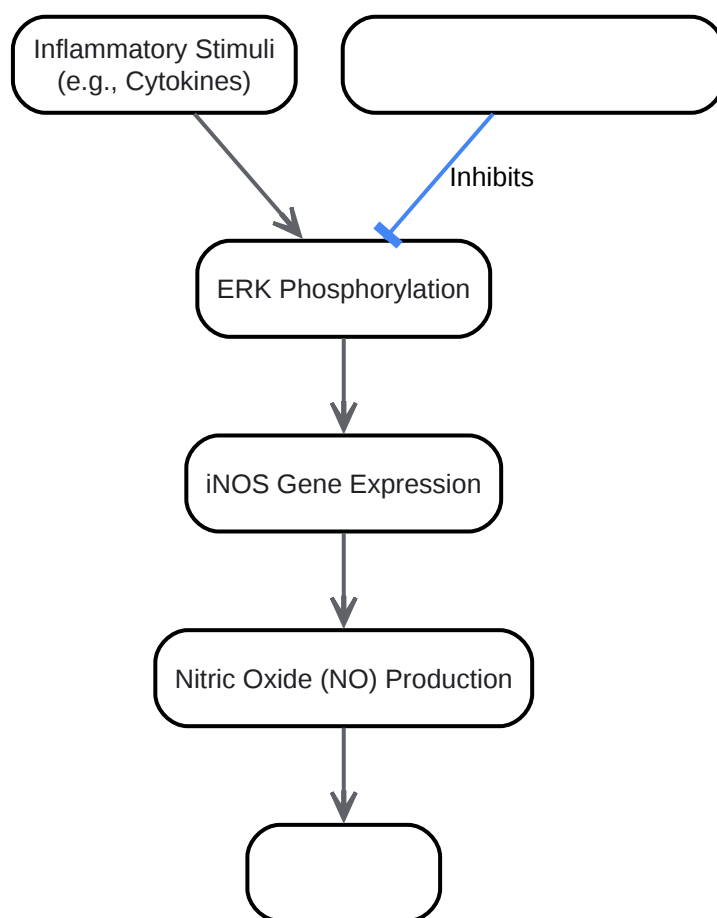 Inflammatory Stimuli
(e.g., Cytokines)
Inhibits
ERK Phosphorylation
iNOS Gene Expression
Nitric Oxide (NO) Production